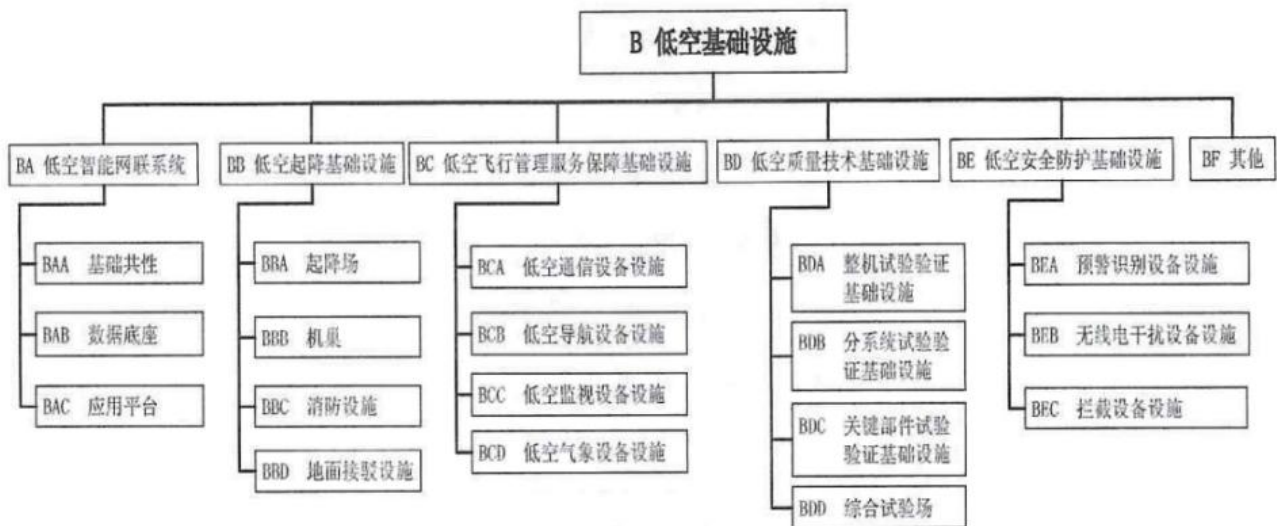 B 低空基础设施
BA 低空智能网联系统
BB 低空起降基础设施
BC 低空飞行管理服务保障基础设施
BD 低空质量技术基础设施
BE 低空安全防护基础设施
BF 其他
BAA 基础共性
BAB 数据底座
BAC 应用平台
BBA 起降场
BBB 机巢
BBC 消防设施
BBD 地面接驳设施
BCA 低空通信设备设施
BCB 低空导航设备设施
BCC 低空监视设备设施
BCD 低空气象设备设施
BDA 整机试验验证
基础设施
BDB 分系统试验验
证基础设施
BDC 关键部件试验
验证基础设施
BDD 综合试验场
BEA 预警识别设备设施
BEB 无线电干扰设备设施
BEC 拦截设备设施